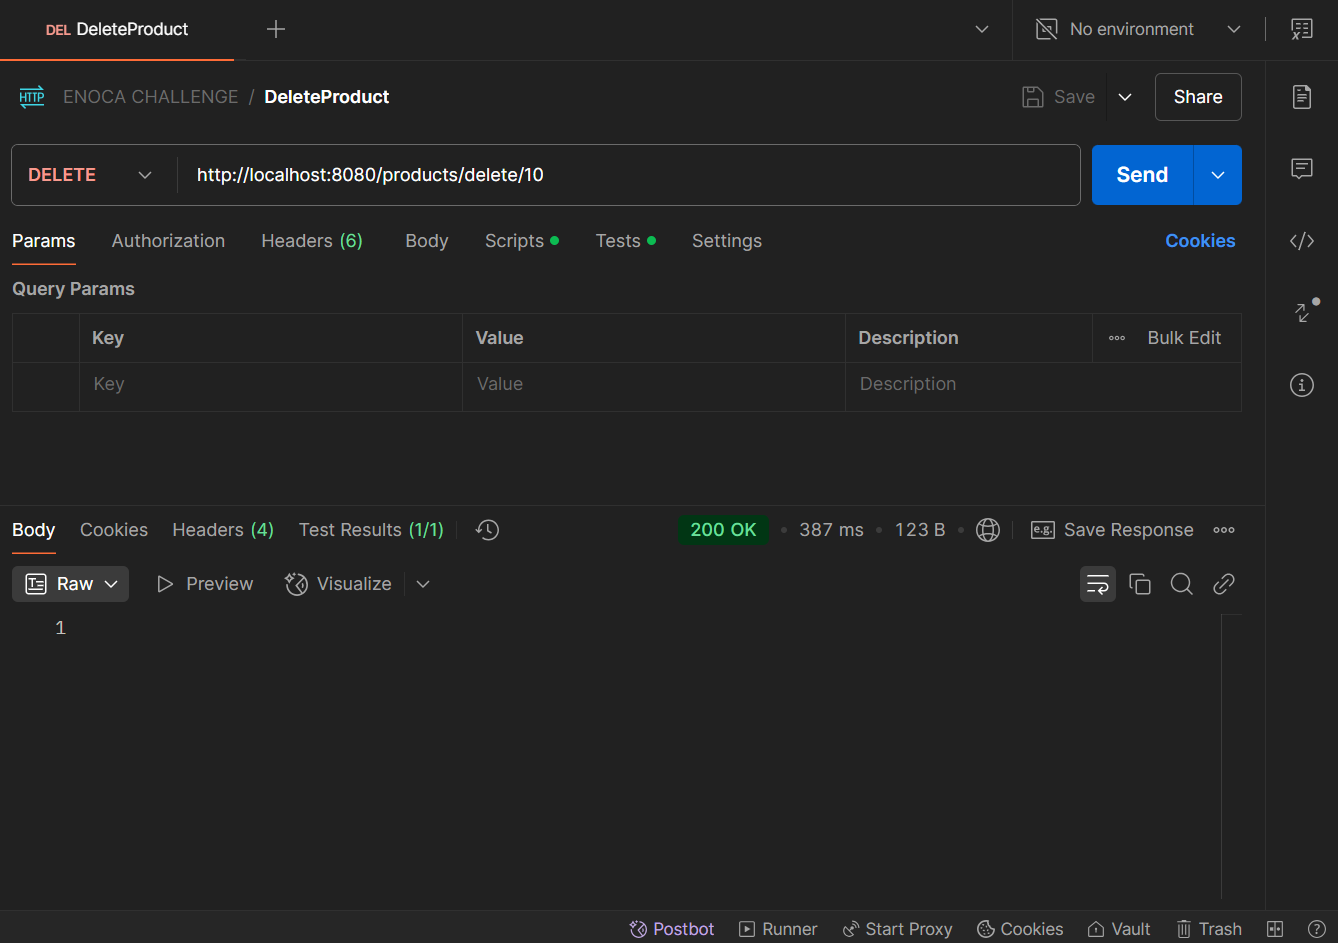 DEL DeleteProduct
No environment
HTTP ENOCA CHALLENGE / DeleteProduct
Save
Share
DELETE
http://localhost:8080/products/delete/10
Send
Params Authorization Headers (6) Body Scripts Tests Settings
Cookies
Query Params
Key Value Description Bulk Edit
Key Value Description
Body Cookies Headers (4) Test Results (1/1)
200 OK • 387 ms • 123 B • e.g. Save Response
Raw Preview Visualize
1
Postbot Runner Start Proxy Cookies Vault Trash